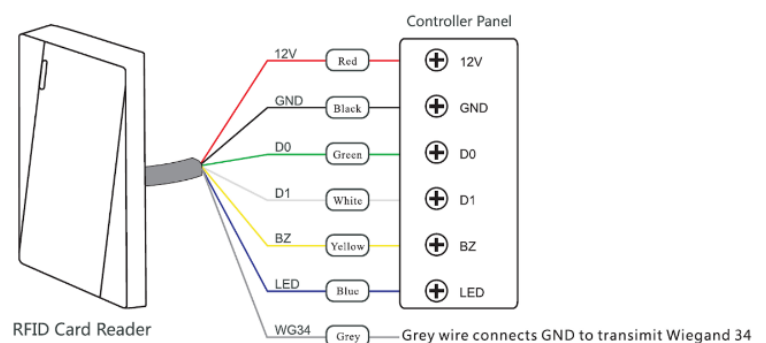 Controller Panel
12V Red 12V
GND Black GND
D0 Green D0
D1 White D1
BZ Yellow BZ
LED Blue LED
WG34 Grey Grey wire connects GND to transimit Wiegand 34
RFID Card Reader